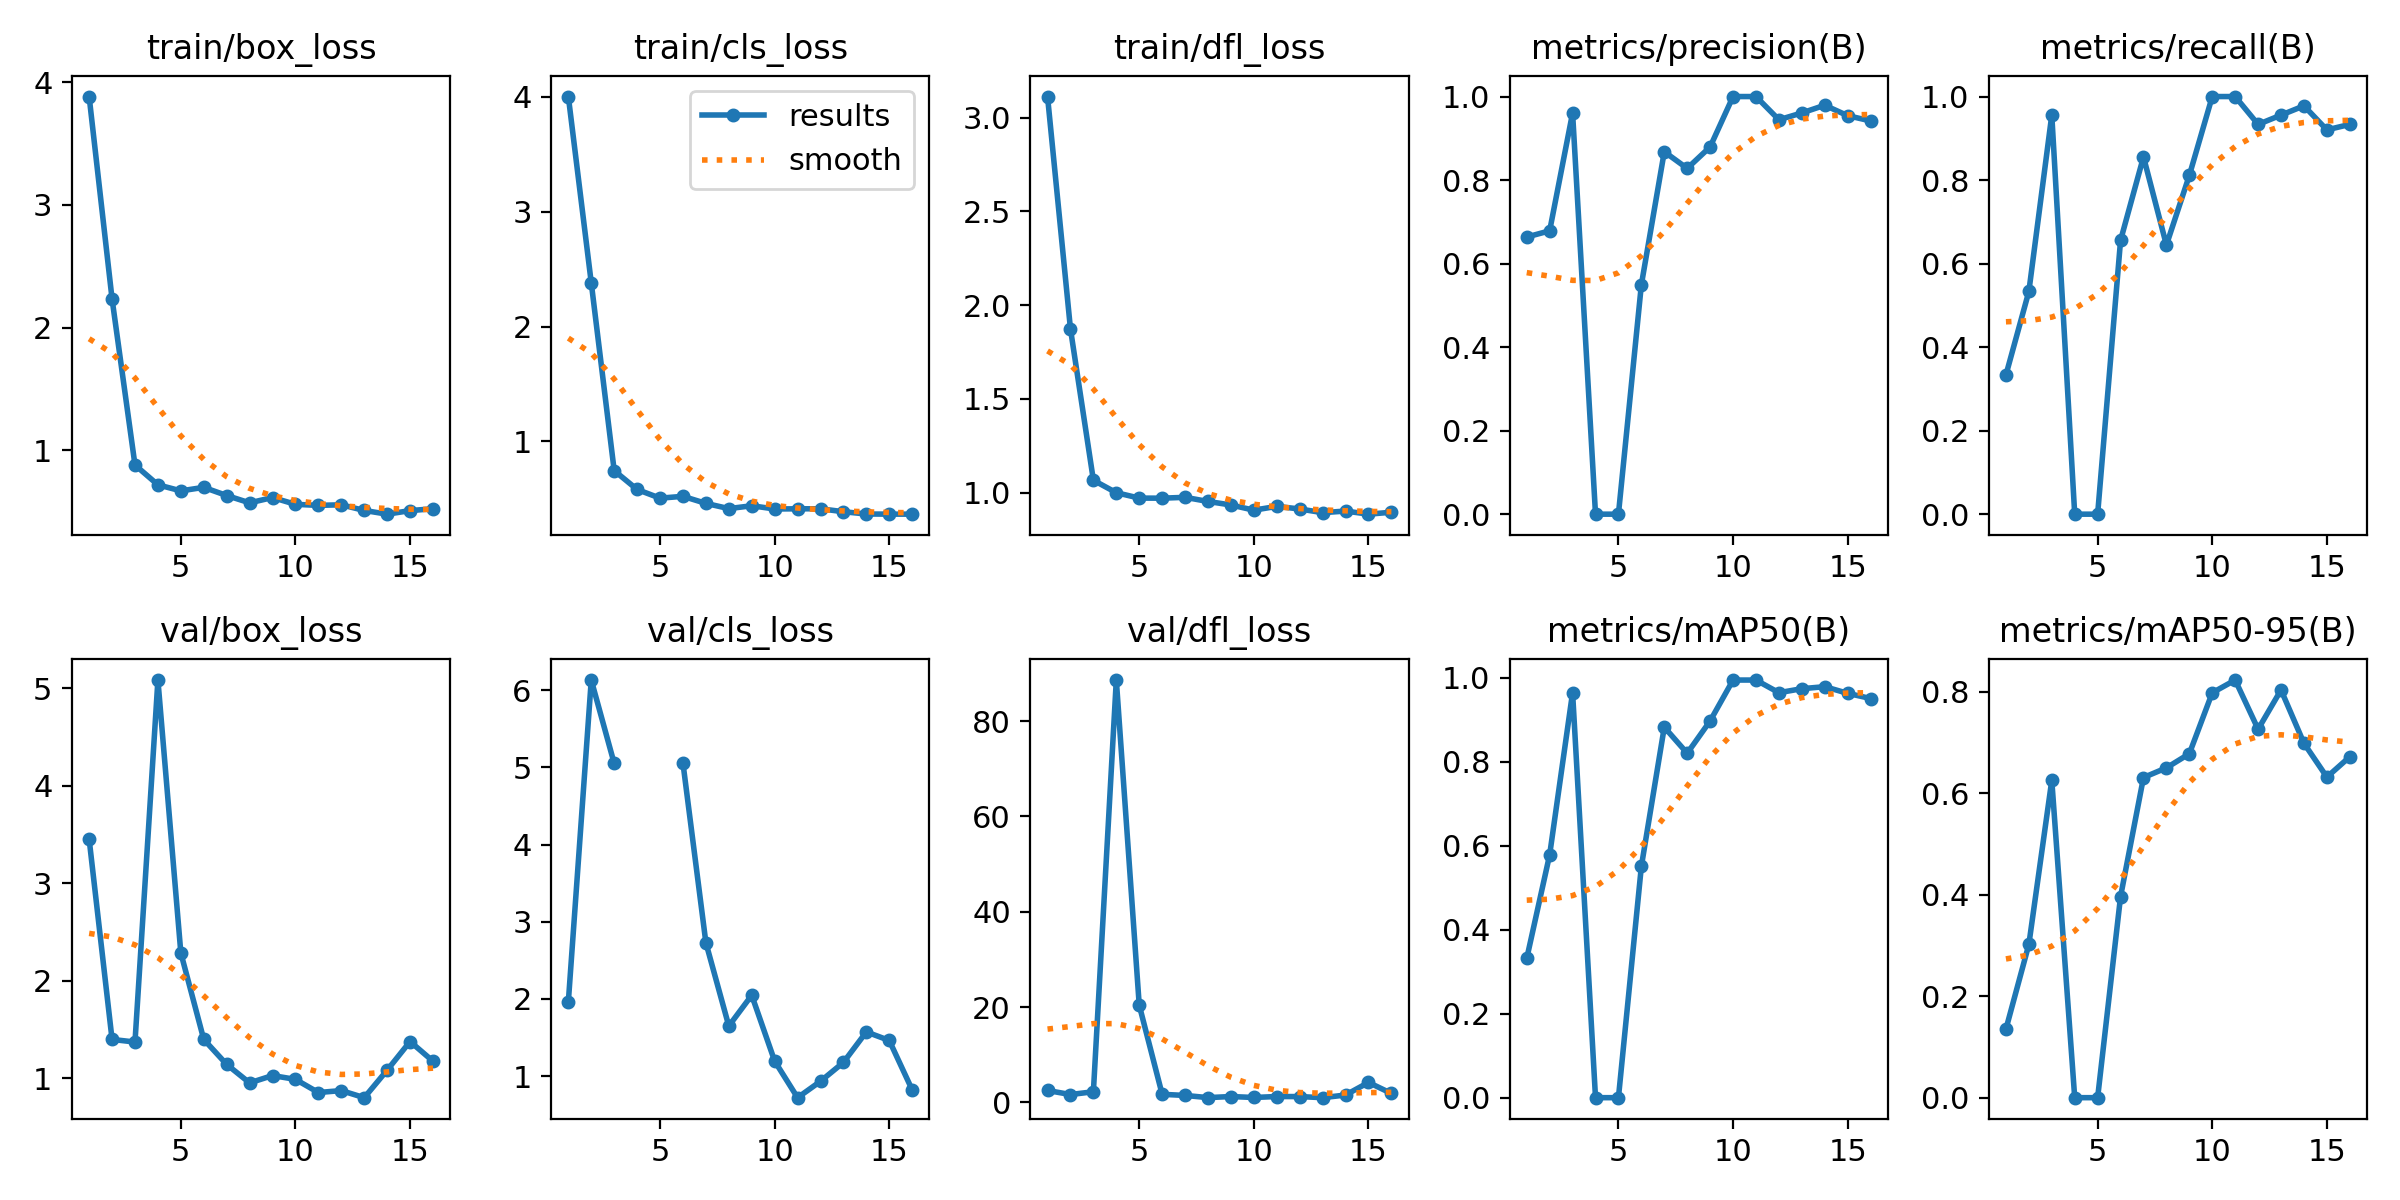 train/box_loss
4
3
2
1
5 10 15
train/cls_loss
results
smooth
4
3
2
1
5 10 15
train/dfl_loss
3.0
2.5
2.0
1.5
1.0
5 10 15
metrics/precision(B)
1.0
0.8
0.6
0.4
0.2
0.0
5 10 15
metrics/recall(B)
1.0
0.8
0.6
0.4
0.2
0.0
5 10 15
val/box_loss
5
4
3
2
1
5 10 15
val/cls_loss
6
5
4
3
2
1
5 10 15
val/dfl_loss
80
60
40
20
0
5 10 15
metrics/mAP50(B)
1.0
0.8
0.6
0.4
0.2
0.0
5 10 15
metrics/mAP50-95(B)
0.8
0.6
0.4
0.2
0.0
5 10 15